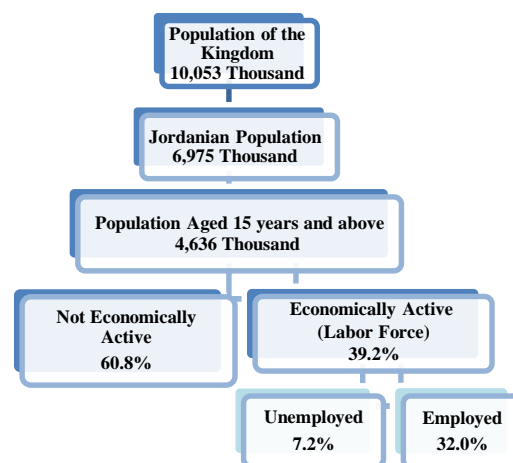 Population of the
Kingdom
10,053 Thousand
Jordanian Population
6,975 Thousand
Population Aged 15 years and above
4,636 Thousand
Not Economically
Active
60.8%
Economically Active
(Labor Force)
39.2%
Unemployed
7.2%
Employed
32.0%